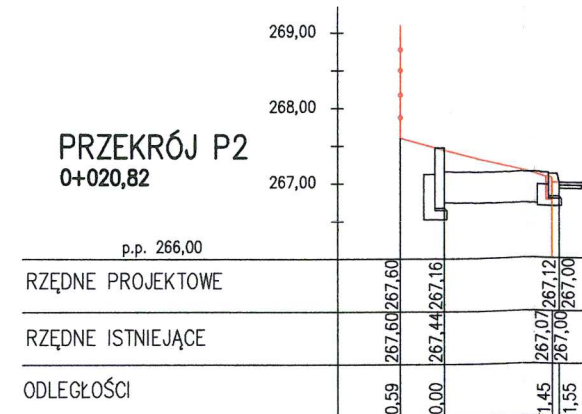 269,00
268,00
PRZEKRÓJ P2
0+020,82
267,00
p.p. 266,00
RZĘDNE PROJEKTOWE
267,60 267,16 267,12 267,00
RZĘDNE ISTNIEJĄCE
267,60 267,44 267,07 267,00
ODLEGŁOŚCI
0,59 0,00 1,45 1,55